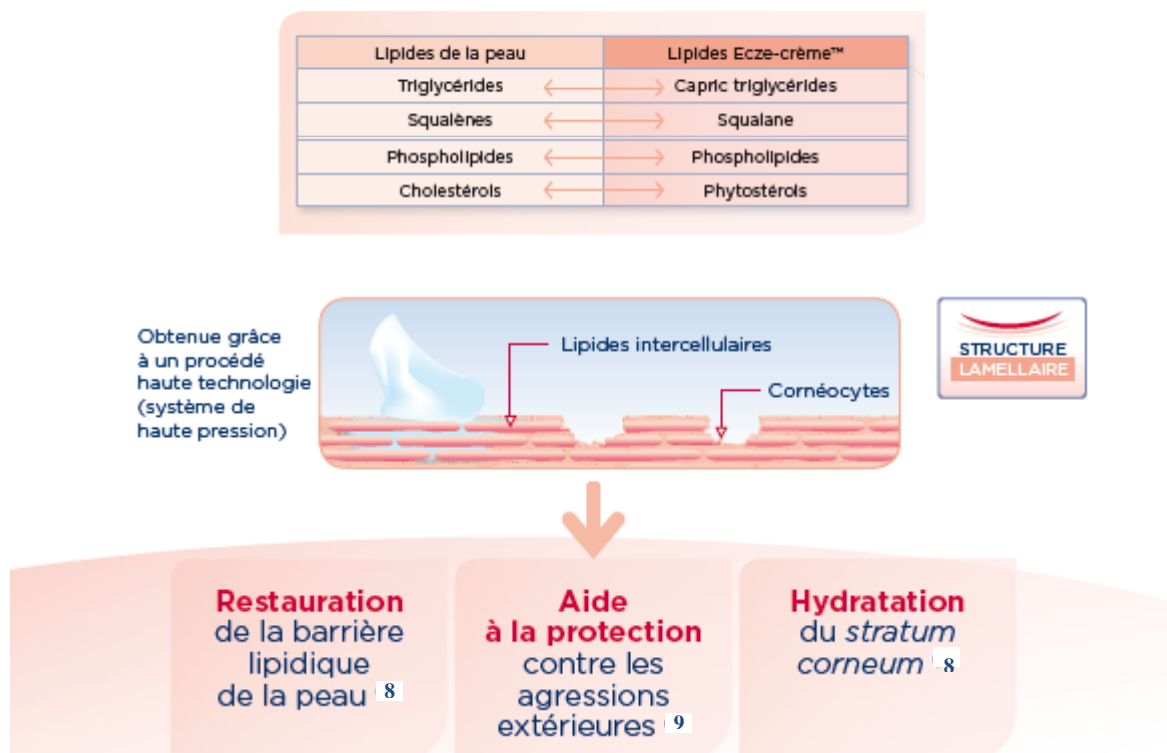 Lipides de la peau Lipides Ecze-crème™
Triglycérides Capric triglycérides
Squalènes Squalane
Phospholipides Phospholipides
Cholestérols Phytostérols
Obtenue grâce
à un procédé
haute technologie
(système de
haute pression)
Lipides intercellulaires
Cornéocytes
STRUCTURE
LAMELLAIRE
Restauration
de la barrière
lipidique
de la peau 8
Aide
à la protection
contre les
agressions
extérieures 9
Hydratation
du stratum
corneum 8